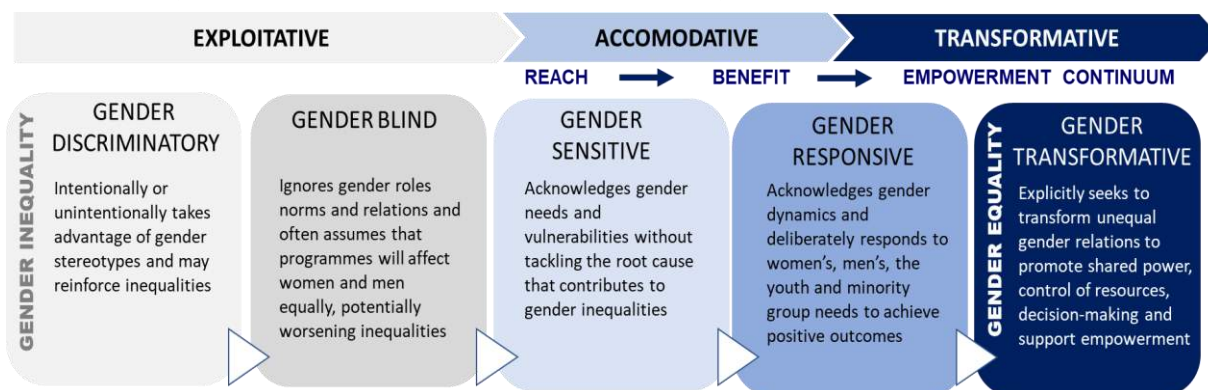 EXPLOITATIVE
ACCOMODATIVE
TRANSFORMATIVE
REACH
BENEFIT
EMPOWERMENT CONTINUUM
GENDER INEQUALITY
GENDER
DISCRIMINATORY
Intentionally or
unintentionally takes
advantage of gender
stereotypes and may
reinforce inequalities
GENDER BLIND
Ignores gender roles
norms and relations and
often assumes that
programmes will affect
women and men
equally, potentially
worsening inequalities
GENDER
SENSITIVE
Acknowledges gender
needs and
vulnerabilities without
tackling the root cause
that contributes to
gender inequalities
GENDER
RESPONSIVE
Acknowledges gender
dynamics and
deliberately responds to
women’s, men’s, the
youth and minority
group needs to achieve
positive outcomes
GENDER EQUALITY
GENDER
TRANSFORMATIVE
Explicitly seeks to
transform unequal
gender relations to
promote shared power,
control of resources,
decision-making and
support empowerment